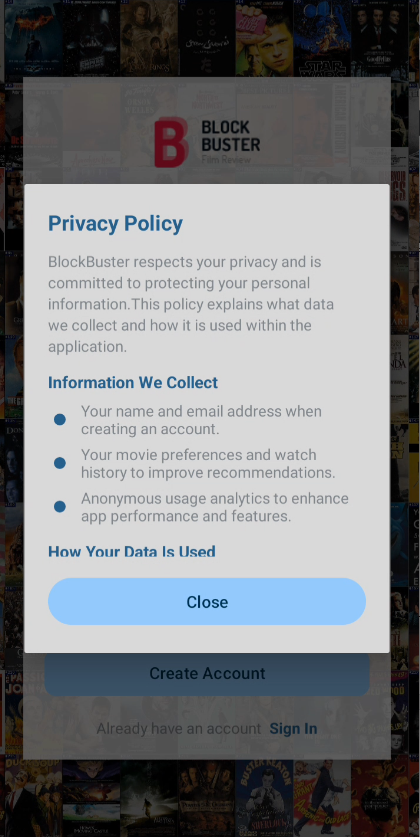 BLOCK
BUSTER
Film Review
Privacy Policy
BlockBuster respects your privacy and is
committed to protecting your personal
information.This policy explains what data
we collect and how it is used within the
application.
Information We Collect
Your name and email address when
creating an account.
Your movie preferences and watch
history to improve recommendations.
Anonymous usage analytics to enhance
app performance and features.
How Your Data Is Used
Close
Create Account
Already have an account Sign In